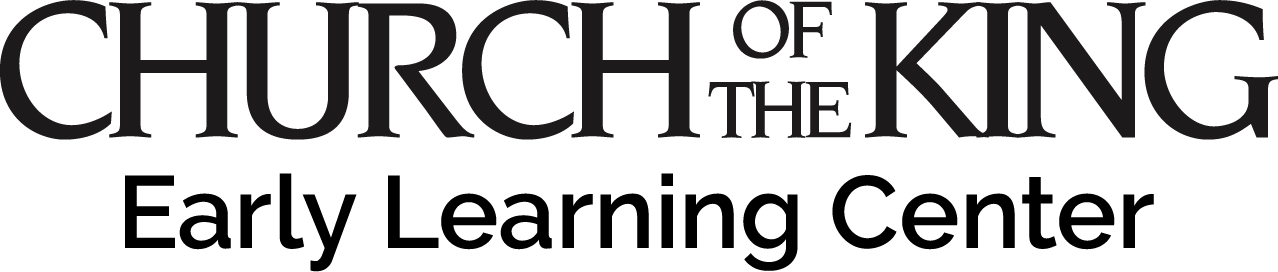 CHURCH OF THE KING
Early Learning Center